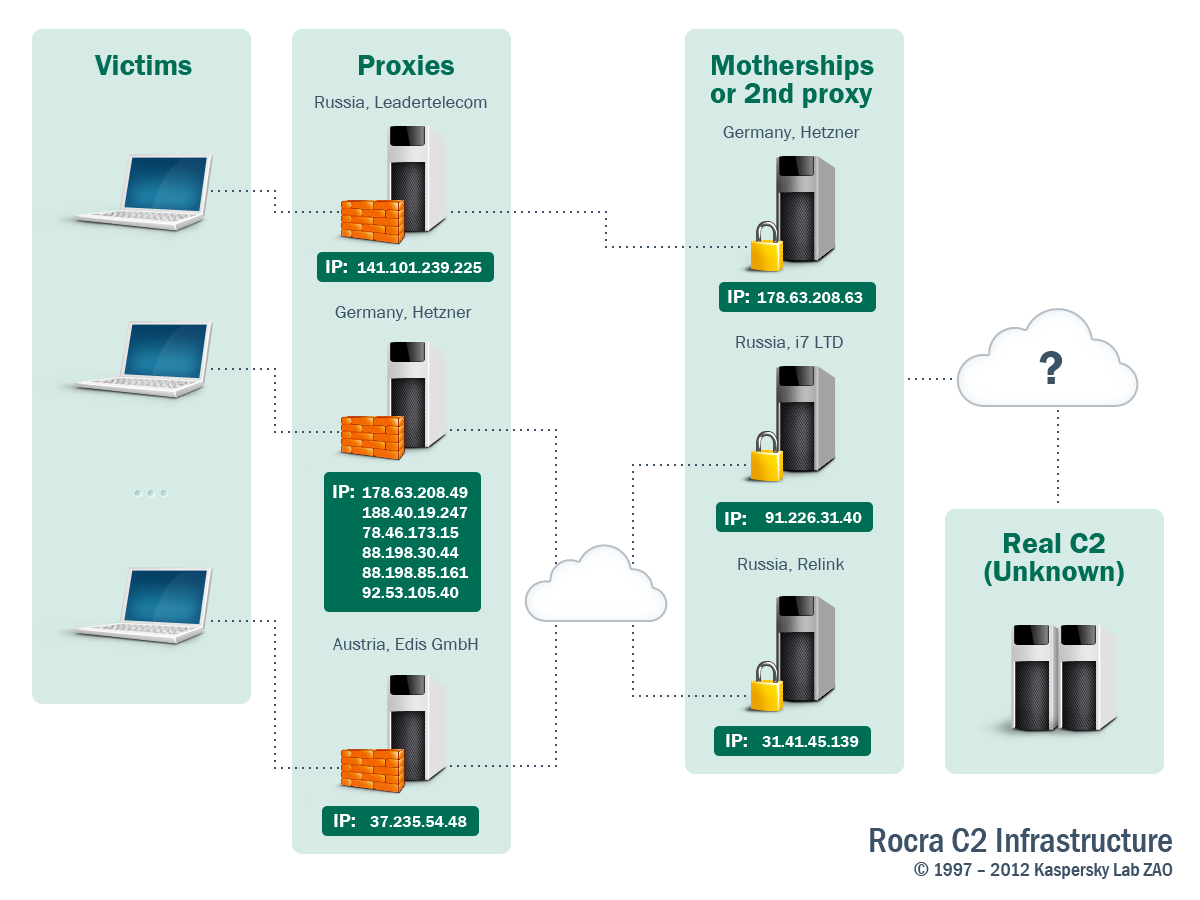 Victims
Proxies
Russia, Leadertelecom
IP: 141.101.239.225
Germany, Hetzner
IP: 178.63.208.49
188.40.19.247
78.46.173.15
88.198.30.44
88.198.85.161
92.53.105.40
Austria, Edis GmbH
IP: 37.235.54.48
Motherships
or 2nd proxy
Germany, Hetzner
IP: 178.63.208.63
Russia, i7 LTD
IP: 91.226.31.40
Russia, Relink
IP: 31.41.45.139
?
Real C2
(Unknown)
Rocra C2 Infrastructure
© 1997 – 2012 Kaspersky Lab ZAO